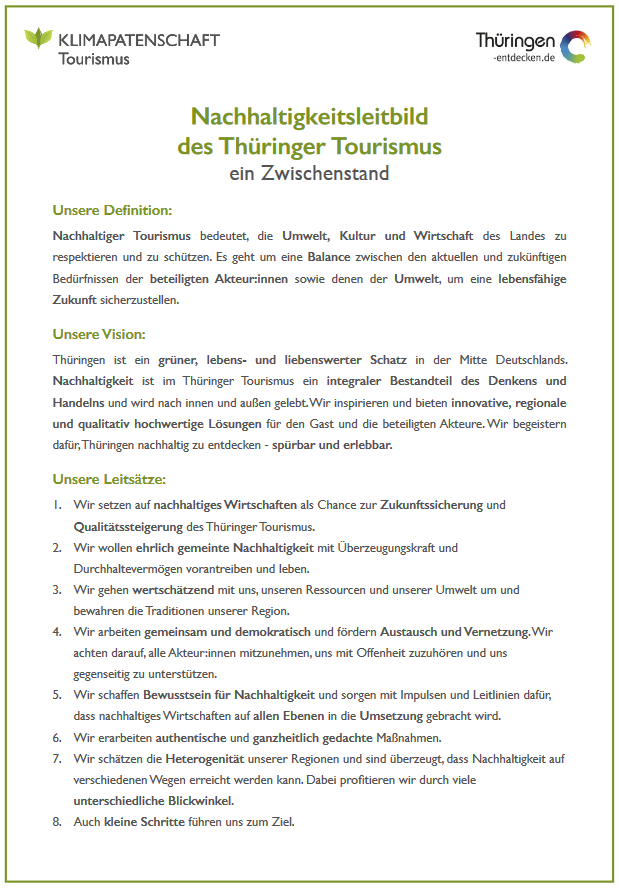 KLIMAPATENSCHAFT
Tourismus
Thüringen
-entdecken.de
Nachhaltigkeitsleitbild
des Thüringer Tourismus
ein Zwischenstand
Unsere Definition:
Nachhaltiger Tourismus bedeutet, die Umwelt, Kultur und Wirtschaft des Landes zu
respektieren und zu schützen. Es geht um eine Balance zwischen den aktuellen und zukünftigen
Bedürfnissen der beteiligten Akteur:innen sowie denen der Umwelt, um eine lebensfähige
Zukunft sicherzustellen.
Unsere Vision:
Thüringen ist ein grüner, lebens- und liebenswerter Schatz in der Mitte Deutschlands.
Nachhaltigkeit ist im Thüringer Tourismus ein integraler Bestandteil des Denkens und
Handelns und wird nach innen und außen gelebt. Wir inspirieren und bieten innovative, regionale
und qualitativ hochwertige Lösungen für den Gast und die beteiligten Akteure. Wir begeistern
dafür, Thüringen nachhaltig zu entdecken - spürbar und erlebbar.
Unsere Leitsätze:
1. Wir setzen auf nachhaltiges Wirtschaften als Chance zur Zukunftssicherung und
Qualitätssteigerung des Thüringer Tourismus.
2. Wir wollen ehrlich gemeinte Nachhaltigkeit mit Überzeugungskraft und
Durchhaltevermögen vorantreiben und leben.
3. Wir gehen wertschätzend mit uns, unseren Ressourcen und unserer Umwelt um und
bewahren die Traditionen unserer Region.
4. Wir arbeiten gemeinsam und demokratisch und fördern Austausch und Vernetzung. Wir
achten darauf, alle Akteur:innen mitzunehmen, uns mit Offenheit zuzuhören und uns
gegenseitig zu unterstützen.
5. Wir schaffen Bewusstsein für Nachhaltigkeit und sorgen mit Impulsen und Leitlinien dafür,
dass nachhaltiges Wirtschaften auf allen Ebenen in die Umsetzung gebracht wird.
6. Wir erarbeiten authentische und ganzheitlich gedachte Maßnahmen.
7. Wir schätzen die Heterogenität unserer Regionen und sind überzeugt, dass Nachhaltigkeit auf
verschiedenen Wegen erreicht werden kann. Dabei profitieren wir durch viele
unterschiedliche Blickwinkel.
8. Auch kleine Schritte führen uns zum Ziel.